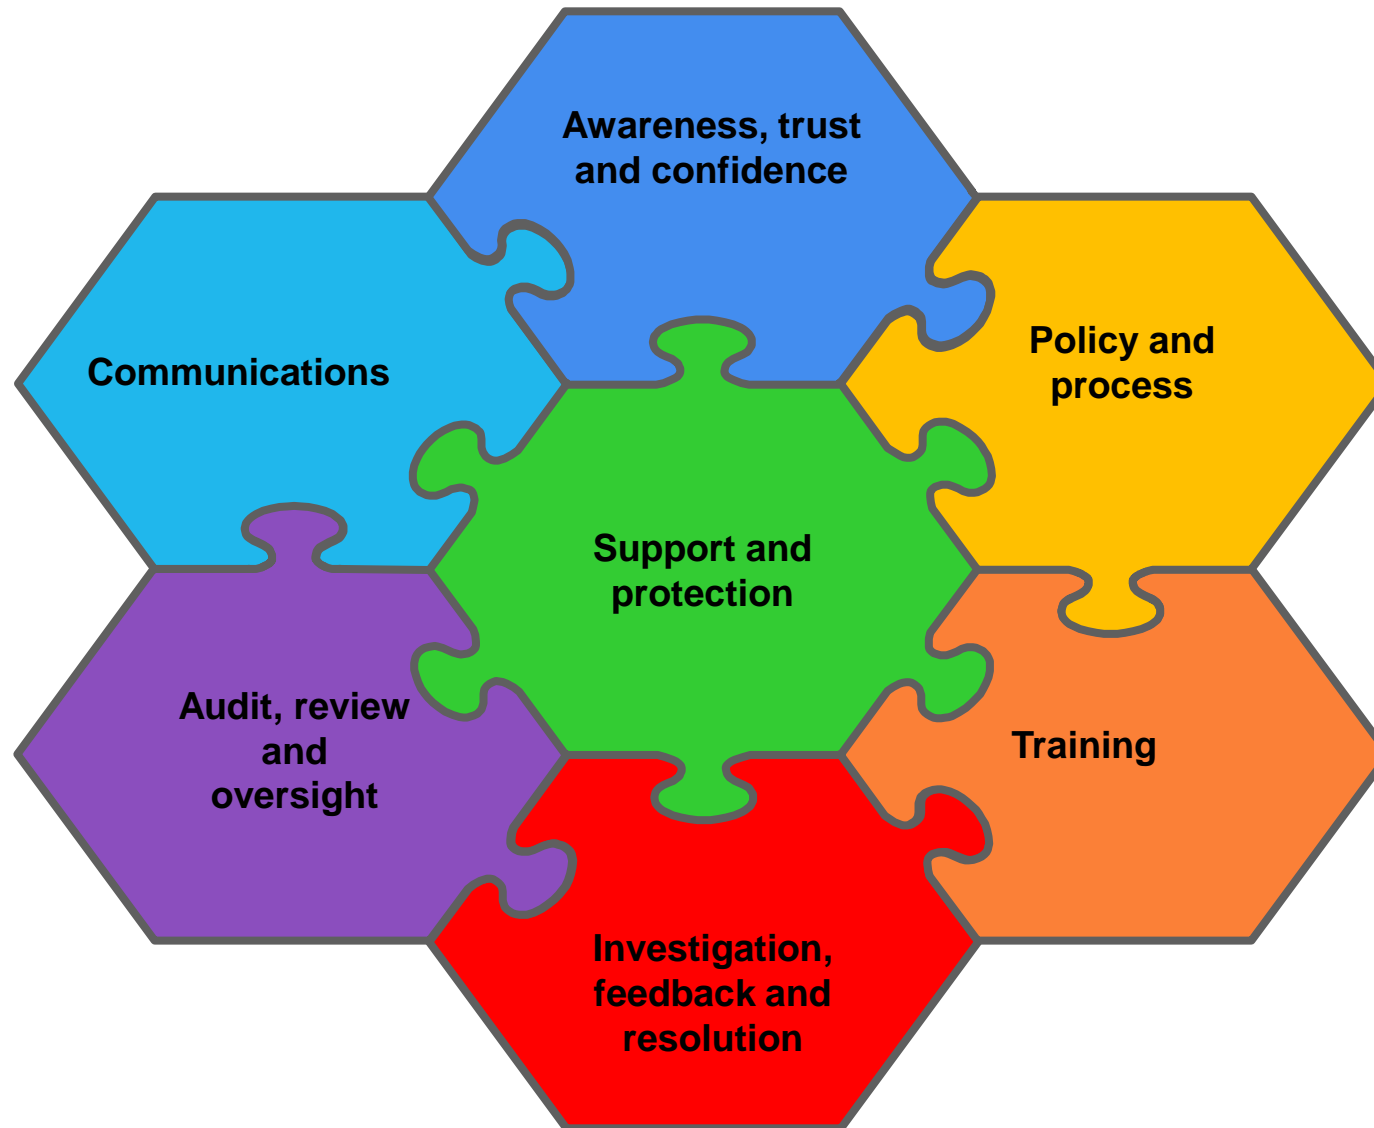 Awareness, trust
and confidence
Communications
Policy and
process
Support and
protection
Audit, review
and
oversight
Training
Investigation,
feedback and
resolution